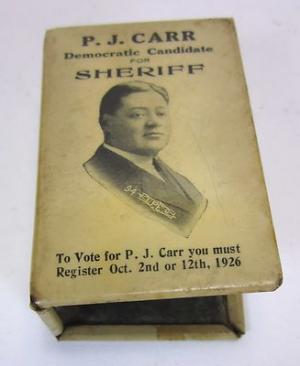 P. J. CARR
Democratic Candidate
FOR
SHERIFF
To Vote for P. J. Carr you must
Register Oct. 2nd or 12th, 1926